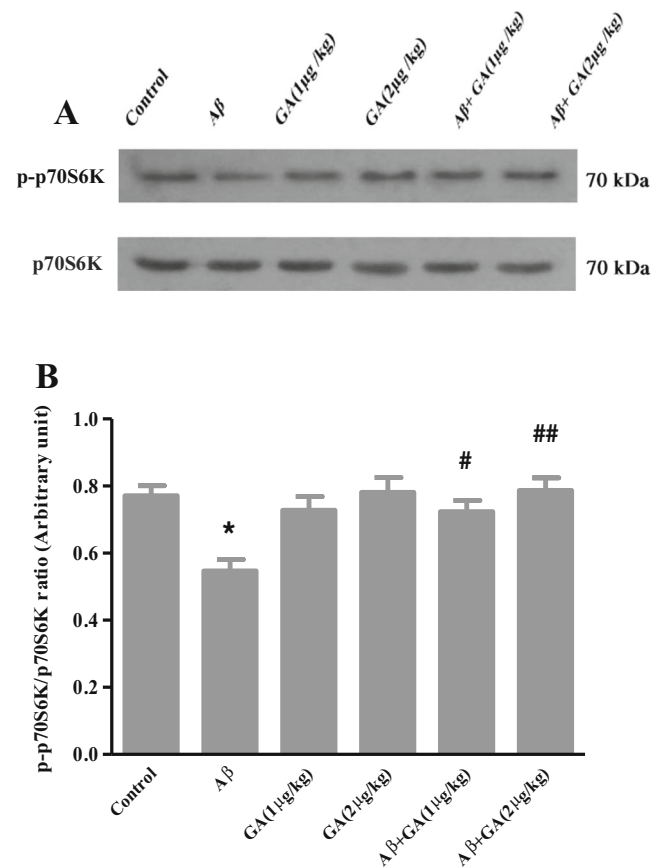 A
Control
Aβ
GA(1µg /kg)
GA(2µg /kg)
Aβ+ GA(1µg /kg)
Aβ+ GA(2µg /kg)
p-p70S6K
70 kDa
p70S6K
70 kDa
B
p-p70S6K/p70S6K ratio (Arbitrary unit)
1.0
0.8
0.6
0.4
0.2
0.0
*
#
##
Control
Aβ
GA(1µg/kg)
GA(2µg/kg)
Aβ+GA(1µg/kg)
Aβ+GA(2µg/kg)